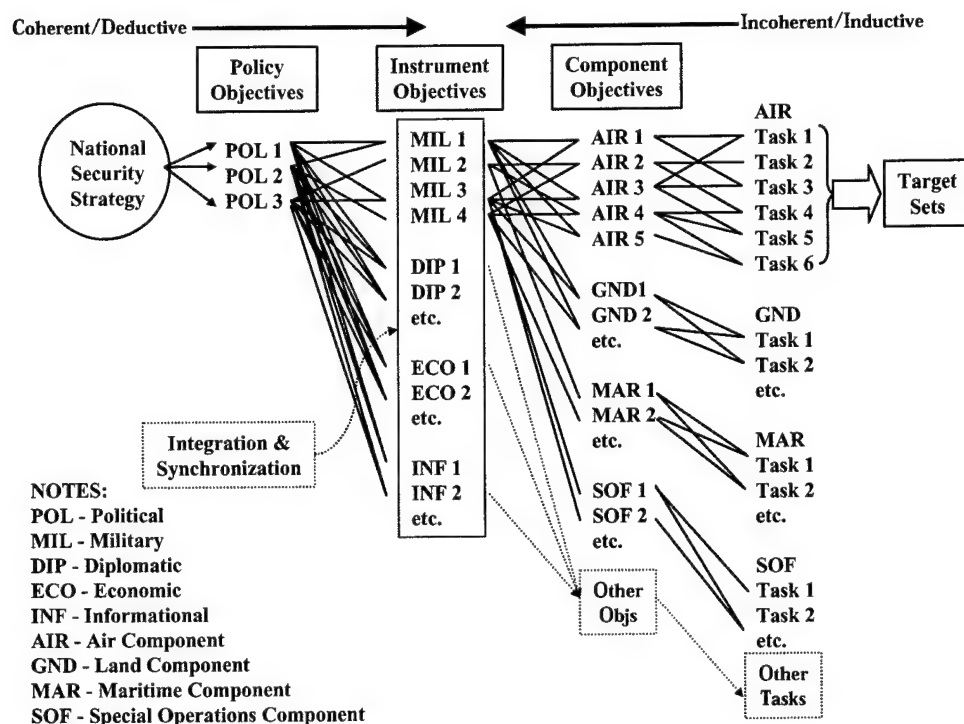 Coherent/Deductive
Incoherent/Inductive
Policy
Objectives
Instrument
Objectives
Component
Objectives
National
Security
Strategy
POL 1
POL 2
POL 3
MIL 1
MIL 2
MIL 3
MIL 4
DIP 1
DIP 2
etc.
ECO 1
ECO 2
etc.
INF 1
INF 2
etc.
Integration &
Synchronization
AIR 1
AIR 2
AIR 3
AIR 4
AIR 5
GND1
GND 2
etc.
MAR 1
MAR 2
etc.
SOF 1
SOF 2
etc.
Other
Objs
AIR
Task 1
Task 2
Task 3
Task 4
Task 5
Task 6
GND
Task 1
Task 2
etc.
MAR
Task 1
Task 2
etc.
SOF
Task 1
Task 2
etc.
Other
Tasks
Target
Sets
NOTES:
POL - Political
MIL - Military
DIP - Diplomatic
ECO - Economic
INF - Informational
AIR - Air Component
GND - Land Component
MAR - Maritime Component
SOF - Special Operations Component